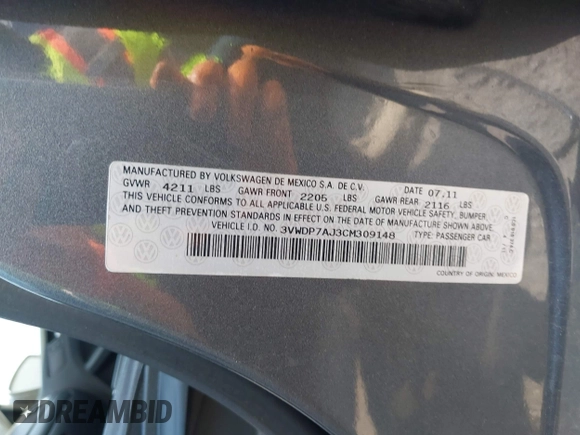 MANUFACTURED BY VOLKSWAGEN DE MEXICO S.A. DE C.V. DATE 07.11
GVWR 4211 LBS GAWR FRONT 2205 LBS GAWR REAR 2116 LBS
THIS VEHICLE CONFORMS TO ALL APPLICABLE U.S. FEDERAL MOTOR VEHICLE SAFETY, BUMPER,
AND THEFT PREVENTION STANDARDS IN EFFECT ON THE DATE OF MANUFACTURE SHOWN ABOVE.
VEHICLE I.D. NO. 3VWDP7AJ3CM309148 TYPE: PASSENGER CAR
COUNTRY OF ORIGIN: MEXICO
DREAMBID